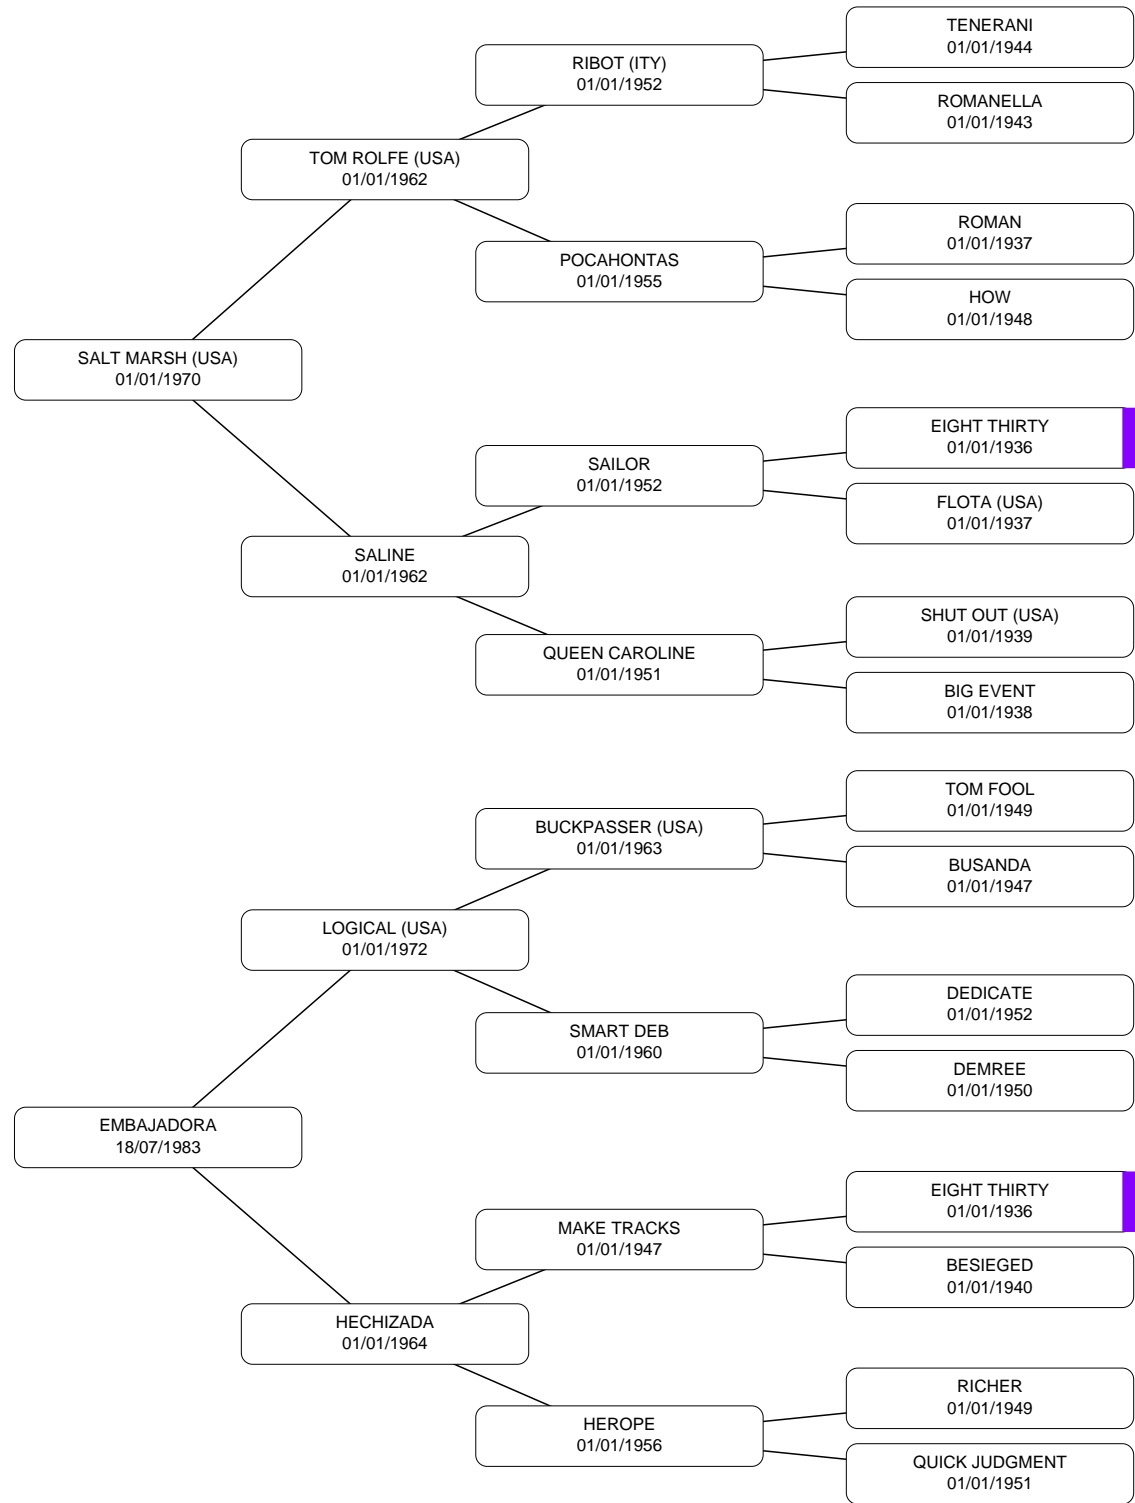 TENERANI
01/01/1944
RIBOT (ITY)
01/01/1952
ROMANELLA
01/01/1943
TOM ROLFE (USA)
01/01/1962
ROMAN
01/01/1937
POCAHONTAS
01/01/1955
HOW
01/01/1948
SALT MARSH (USA)
01/01/1970
EIGHT THIRTY
01/01/1936
SAILOR
01/01/1952
FLOTA (USA)
01/01/1937
SALINE
01/01/1962
SHUT OUT (USA)
01/01/1939
QUEEN CAROLINE
01/01/1951
BIG EVENT
01/01/1938
TOM FOOL
01/01/1949
BUCKPASSER (USA)
01/01/1963
BUSANDA
01/01/1947
LOGICAL (USA)
01/01/1972
DEDICATE
01/01/1952
SMART DEB
01/01/1960
DEMREE
01/01/1950
EMBAJADORA
18/07/1983
EIGHT THIRTY
01/01/1936
MAKE TRACKS
01/01/1947
BESIEGED
01/01/1940
HECHIZADA
01/01/1964
RICHER
01/01/1949
HEROPE
01/01/1956
QUICK JUDGMENT
01/01/1951